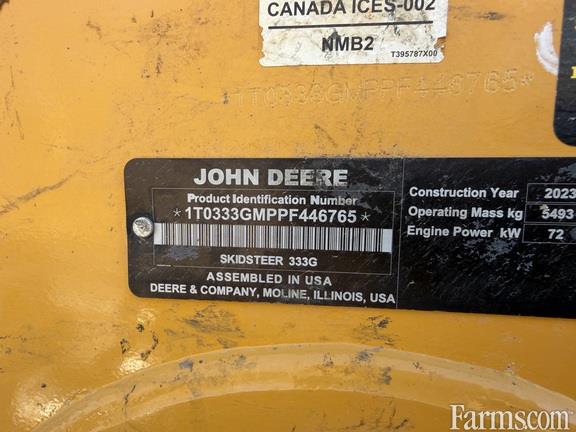 CANADA ICES-002
NMB2
T395787X00
*1T0333GMPPF446765*
JOHN DEERE
Product Identification Number
*1T0333GMPPF446765*
SKIDSTEER 333G
ASSEMBLED IN USA
DEERE & COMPANY, MOLINE, ILLINOIS, USA
Construction Year 2023
Operating Mass kg 5493
Engine Power kW 72
Farms.com